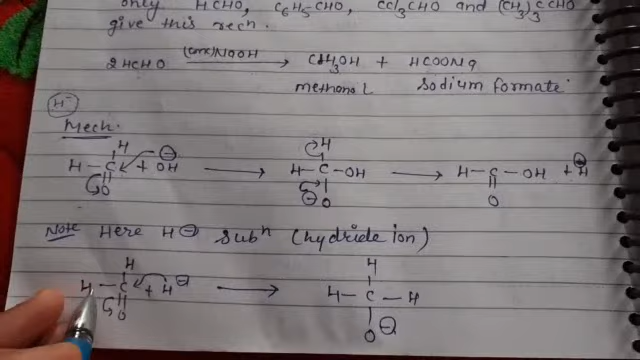 only HCHO, C6H5CHO, CCl3CHO and (CH3)3CCHO
give this rech.
2HCHO (conc)NaOH → CH3OH + HCOONa
methanol Sodium formate
H⁻
Mech.
H H H
H - C + OH⊖ → H - C - OH → H - C - OH + H⊖
O ⊖O O
Note Here H⊖ Subⁿ (hydride ion)
H H
H - C + H⊖ → H - C - H
O O⊖